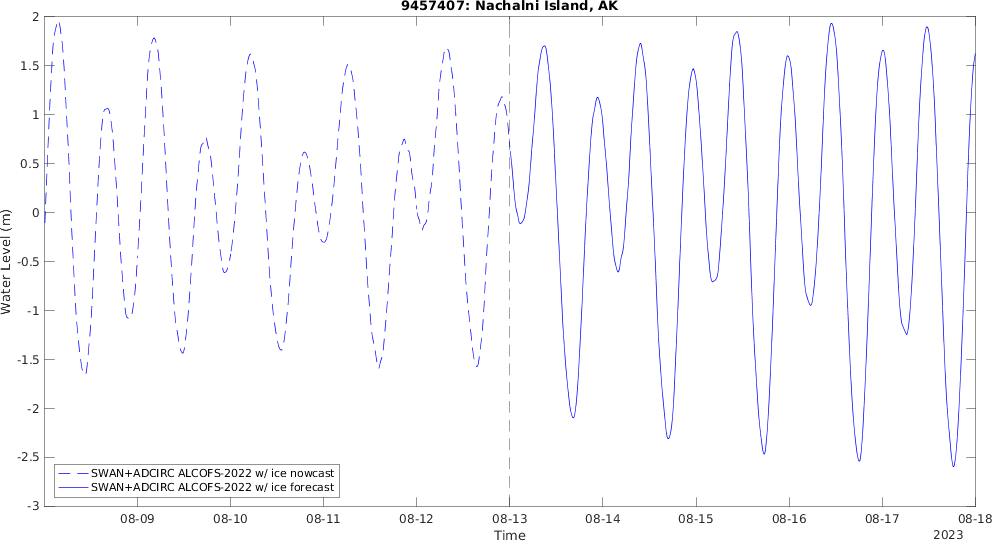 9457407: Nachalni Island, AK
Water Level (m)
2
1.5
1
0.5
0
-0.5
-1
-1.5
-2
-2.5
-3
SWAN+ADCIRC ALCOFS-2022 w/ ice nowcast
SWAN+ADCIRC ALCOFS-2022 w/ ice forecast
08-09 08-10 08-11 08-12 08-13 08-14 08-15 08-16 08-17 08-18
Time
2023